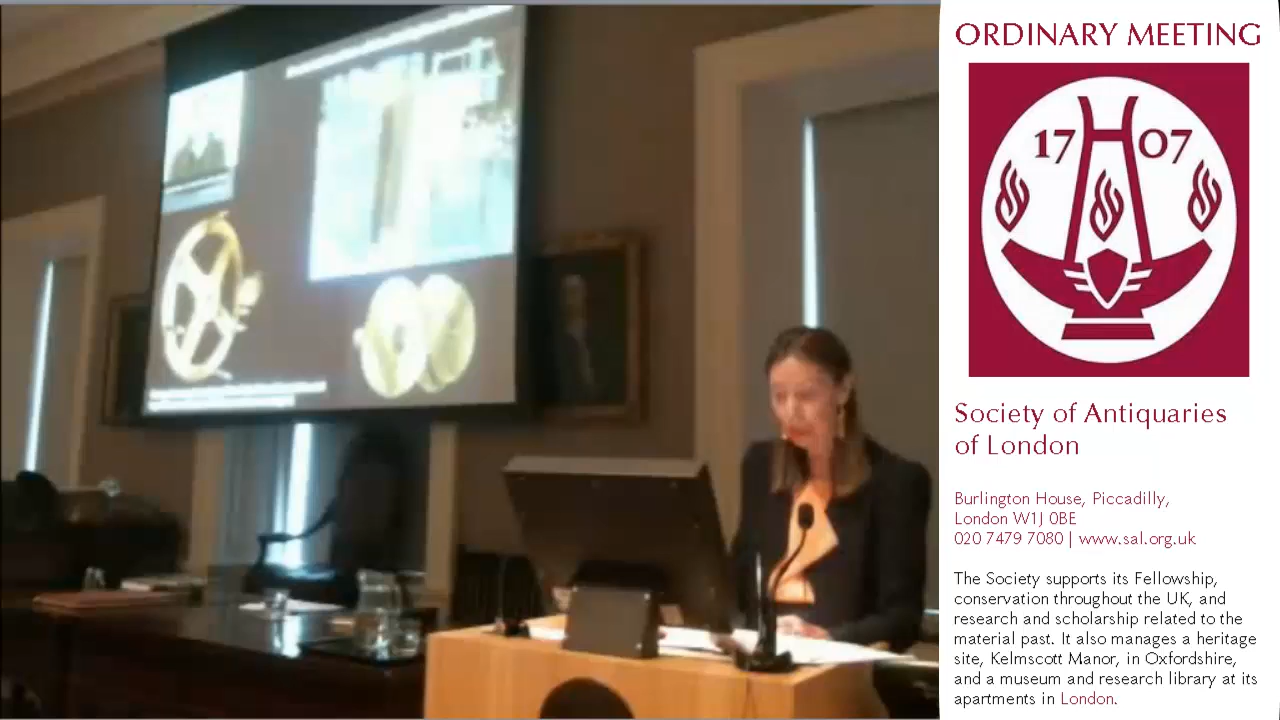 ORDINARY MEETING
17 07
Society of Antiquaries
of London
Burlington House, Piccadilly,
London W1J 0BE
020 7479 7080 | www.sal.org.uk
The Society supports its Fellowship,
conservation throughout the UK, and
research and scholarship related to the
material past. It also manages a heritage
site, Kelmscott Manor, in Oxfordshire,
and a museum and research library at its
apartments in London.